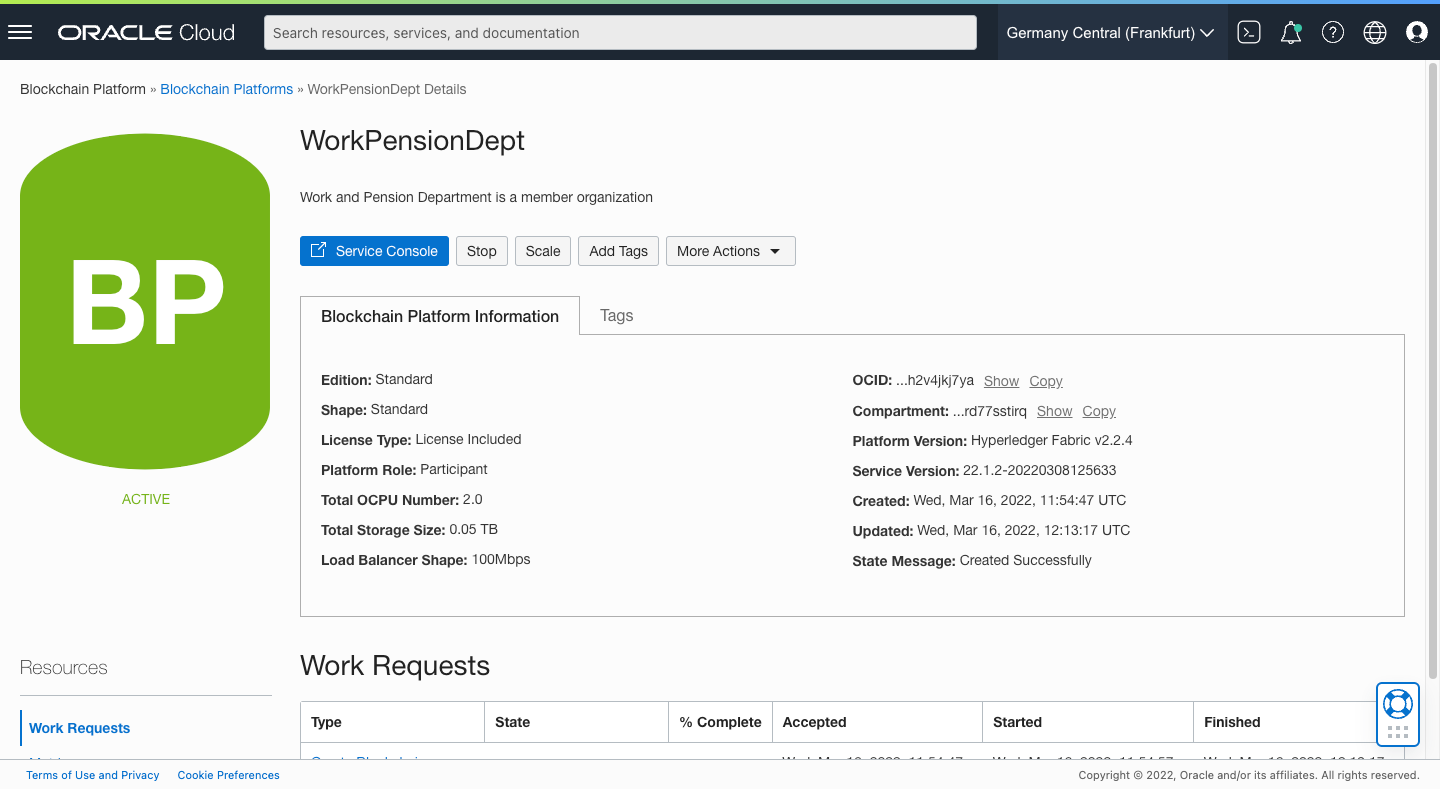 ORACLE Cloud
Search resources, services, and documentation
Germany Central (Frankfurt)
Blockchain Platform » Blockchain Platforms » WorkPensionDept Details
BP
ACTIVE
WorkPensionDept
Work and Pension Department is a member organization
Service Console
Stop
Scale
Add Tags
More Actions
Blockchain Platform Information
Tags
Edition: Standard
Shape: Standard
License Type: License Included
Platform Role: Participant
Total OCPU Number: 2.0
Total Storage Size: 0.05 TB
Load Balancer Shape: 100Mbps
OCID: ...h2v4jkj7ya Show Copy
Compartment: ...rd77sstirq Show Copy
Platform Version: Hyperledger Fabric v2.2.4
Service Version: 22.1.2-20220308125633
Created: Wed, Mar 16, 2022, 11:54:47 UTC
Updated: Wed, Mar 16, 2022, 12:13:17 UTC
State Message: Created Successfully
Resources
Work Requests
Work Requests
Type State % Complete Accepted Started Finished
Terms of Use and Privacy Cookie Preferences
Copyright © 2022, Oracle and/or its affiliates. All rights reserved.